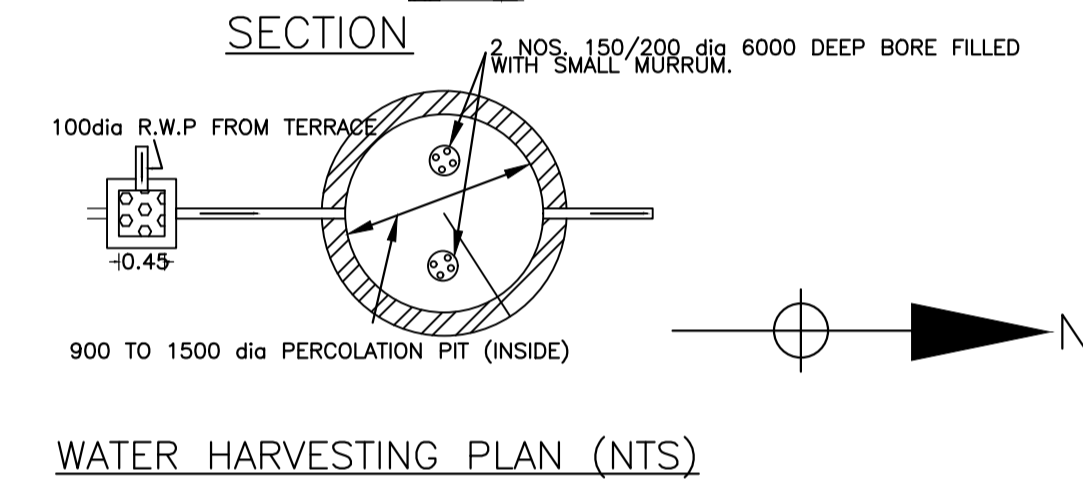 SECTION
2 NOS. 150/200 dia 6000 DEEP BORE FILLED
WITH SMALL MURRUM.
100dia R.W.P FROM TERRACE
0.45
900 TO 1500 dia PERCOLATION PIT (INSIDE)
N
WATER HARVESTING PLAN (NTS)